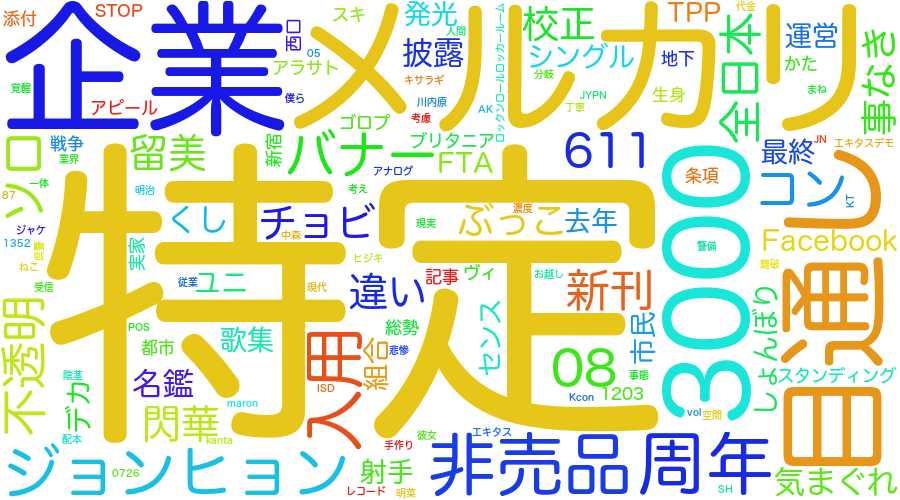 添付
STOP
企業
メルカリ
西口
05
スキ
発光
人間
校正
TPP
代金
全日本
運営
事なき
覚醒
アピール
アラサト
僕ら
披露
キサラギ
シングル
分岐
地下
かた
生身
まね
ロックンロールロッカールーム
川内原
考慮
AK
丁寧
JYPN
ソロ
戦争
業界
留美
新宿
バナー
ゴロプ
ブリタニア
FTA
611
3000
最終
JN
エキタスデモ
目通し
一体
87
明治
考え
アナログ
条項
コン
KT
特定
ジャケ
1352
ねこ
実家
くし
チョビ
中森
現実
ぶっこ
濃度
去年
警備
Facebook
難破
受信
従業
ユニ
現代
ヒジキ
違い
記事
ヴィ
お越し
新刊
不透明
POS
都市
歌集
入用
ISD
総勢
悲惨
組合
センス
市民
08
事態
しょんぼり
スタンディング
陰茎
デカ
配本
名鑑
閃華
maron
kanta
手作り
彼女
エキタス
Kcon
1203
vol
空間
ジョンヒョン
0726
射手
レコード
明菜
非売品
周年
SH
気まぐれ